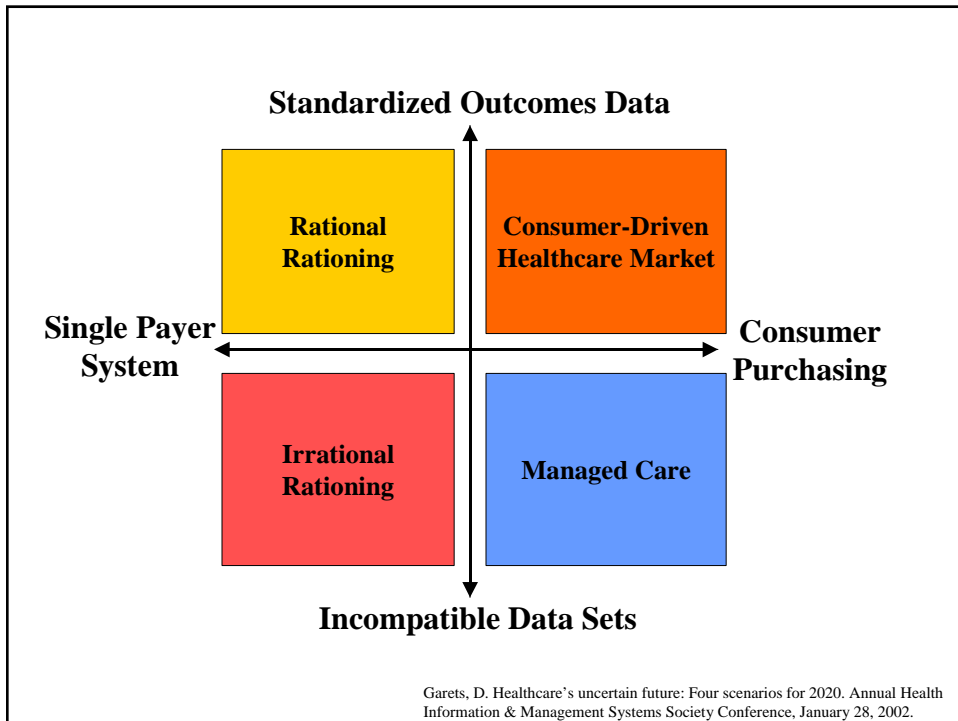 Standardized Outcomes Data
Rational
Rationing
Consumer-Driven
Healthcare Market
Single Payer
System
Consumer
Purchasing
Irrational
Rationing
Managed Care
Incompatible Data Sets
Garets, D. Healthcare’s uncertain future: Four scenarios for 2020. Annual Health
Information & Management Systems Society Conference, January 28, 2002.